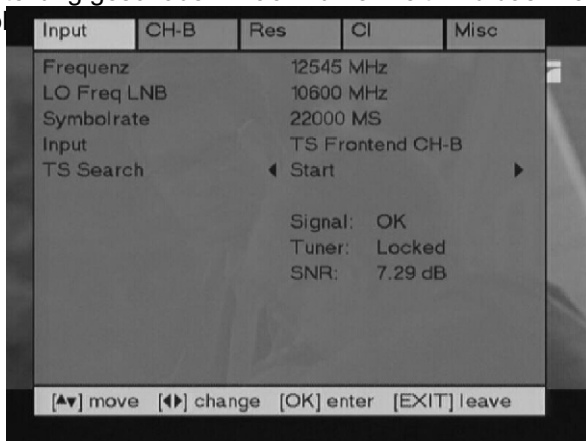 Input CH-B Res CI Misc
Frequenz 12545 MHz
LO Freq LNB 10600 MHz
Symbolrate 22000 MS
Input TS Frontend CH-B
TS Search ◀ Start ▶
Signal: OK
Tuner: Locked
SNR: 7.29 dB
[▲▼] move [◀▶] change [OK] enter [EXIT] leave